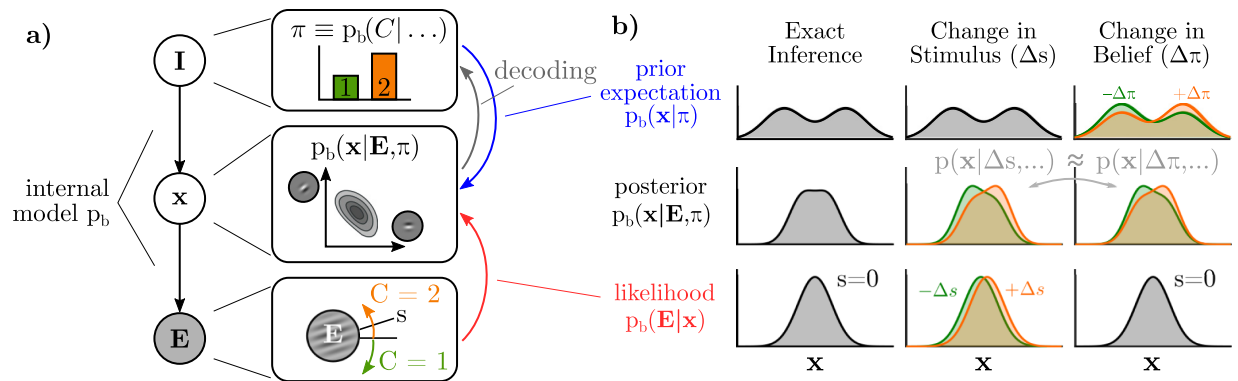 a)
I
π ≡ p_b(C|...)
1 2
decoding
prior
expectation
p_b(x|π)
internal
model p_b
x
p_b(x|E,π)
E
C = 2
E
s
C = 1
likelihood
p_b(E|x)
b)
Exact
Inference
Change in
Stimulus (Δs)
Change in
Belief (Δπ)
−Δπ +Δπ
p(x|Δs,...) ≈ p(x|Δπ,...)
posterior
p_b(x|E,π)
s=0
−Δs +Δs
s=0
x x x